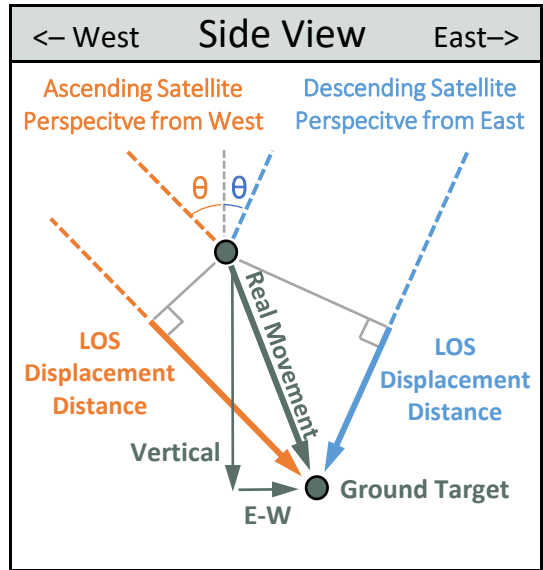 <– West Side View East–>
Ascending Satellite
Perspecitve from West
Descending Satellite
Perspecitve from East
θ θ
Real Movement
LOS
Displacement
Distance
LOS
Displacement
Distance
Vertical
Ground Target
E-W